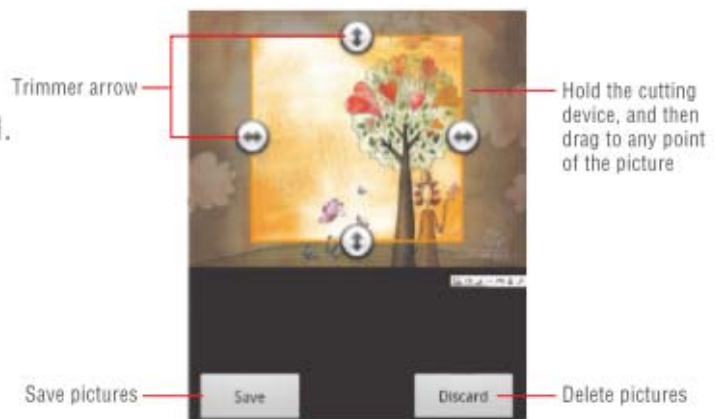 Trimmer arrow
Hold the cutting
device, and then
drag to any point
of the picture
Save pictures
Save
Discard
Delete pictures